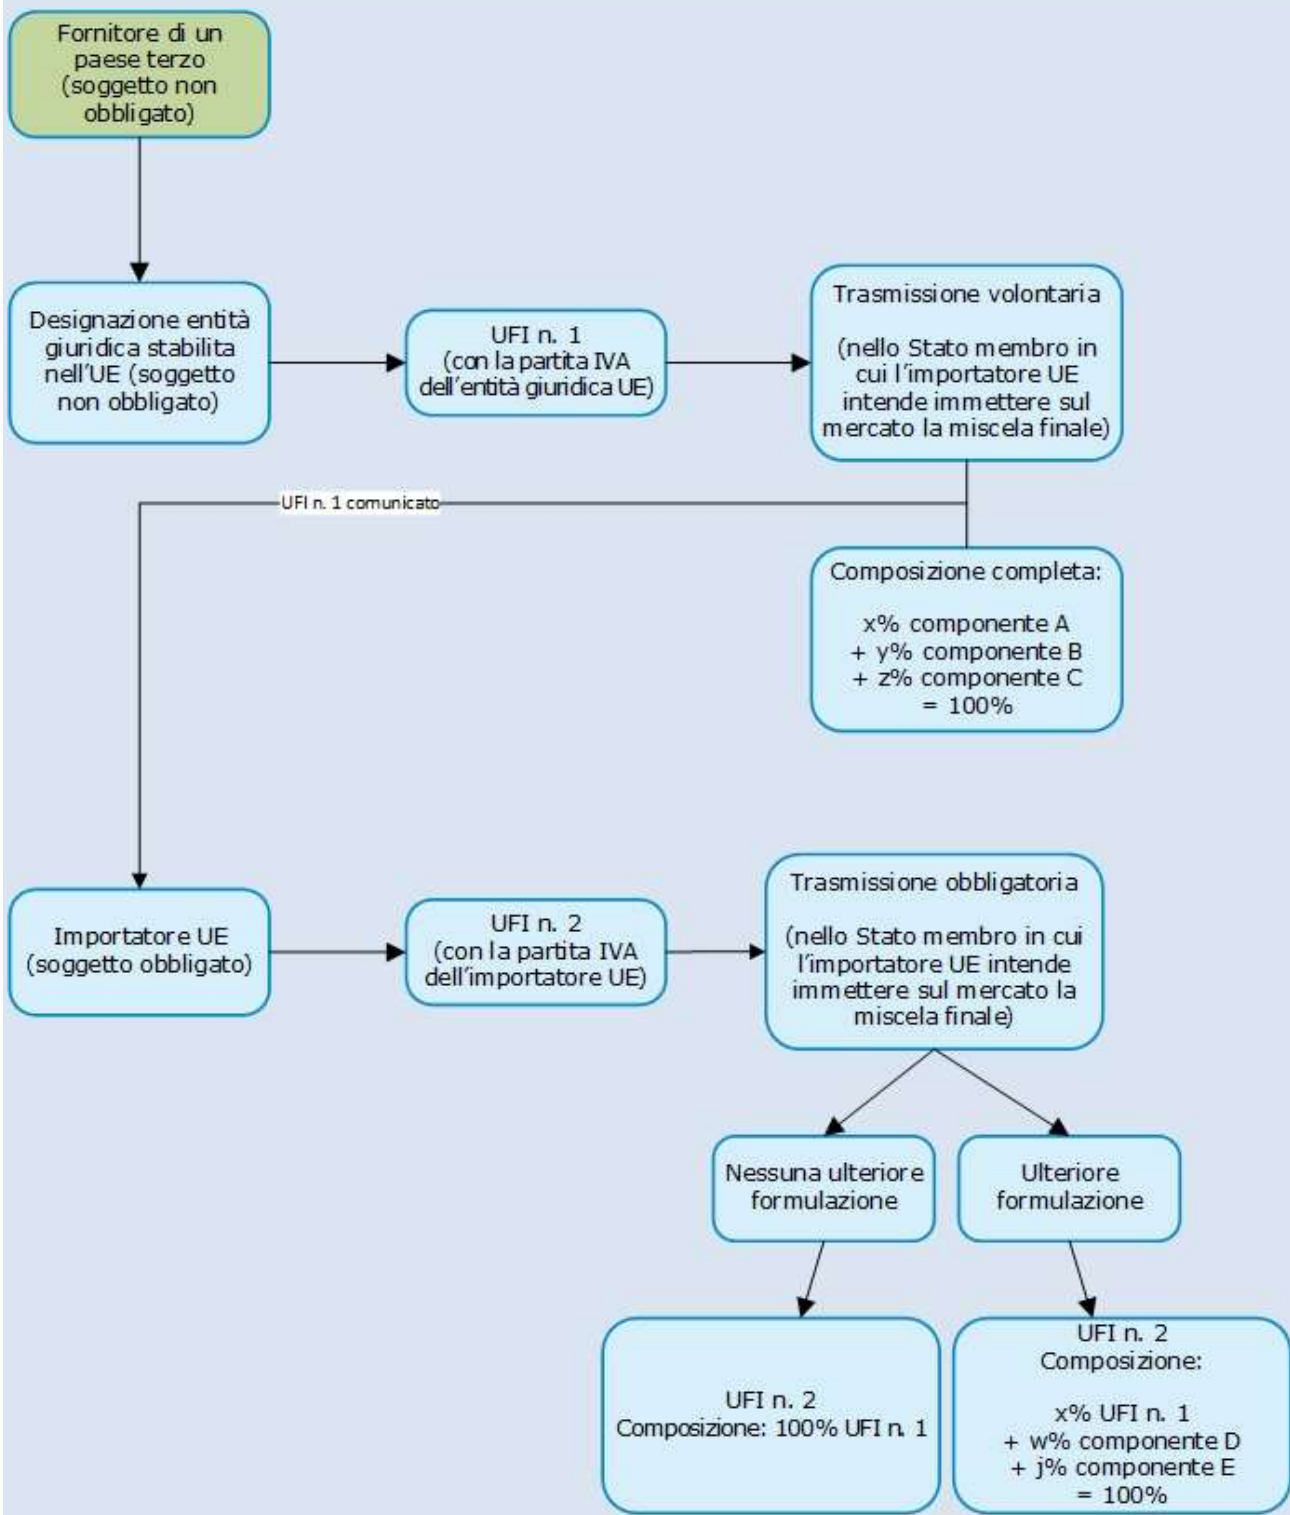 Fornitore di un
paese terzo
(soggetto non
obbligato)
Designazione entità
giuridica stabilita
nell'UE (soggetto
non obbligato)
UFI n. 1
(con la partita IVA
dell'entità giuridica UE)
Trasmissione volontaria
(nello Stato membro in
cui l'importatore UE
intende immettere sul
mercato la miscela finale)
UFI n. 1 comunicato
Composizione completa:
x% componente A
+ y% componente B
+ z% componente C
= 100%
Importatore UE
(soggetto obbligato)
UFI n. 2
(con la partita IVA
dell'importatore UE)
Trasmissione obbligatoria
(nello Stato membro in cui
l'importatore UE intende
immettere sul mercato la
miscela finale)
Nessuna ulteriore
formulazione
Ulteriore
formulazione
UFI n. 2
Composizione: 100% UFI n. 1
UFI n. 2
Composizione:
x% UFI n. 1
+ w% componente D
+ j% componente E
= 100%